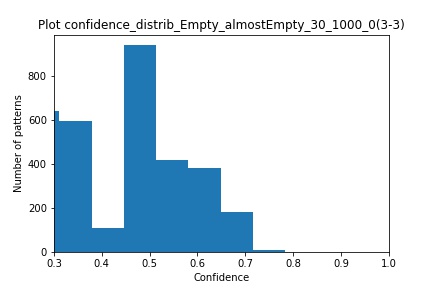 Plot confidence_distrib_Empty_almostEmpty_30_1000_0(3-3)
800
600
400
200
0
Number of patterns
0.3 0.4 0.5 0.6 0.7 0.8 0.9 1.0
Confidence